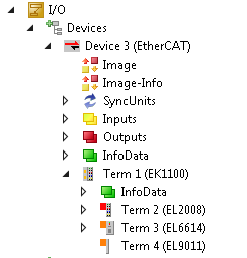 I/O
Devices
Device 3 (EtherCAT)
Image
Image-Info
SyncUnits
Inputs
Outputs
InfoData
Term 1 (EK1100)
InfoData
Term 2 (EL2008)
Term 3 (EL6614)
Term 4 (EL9011)